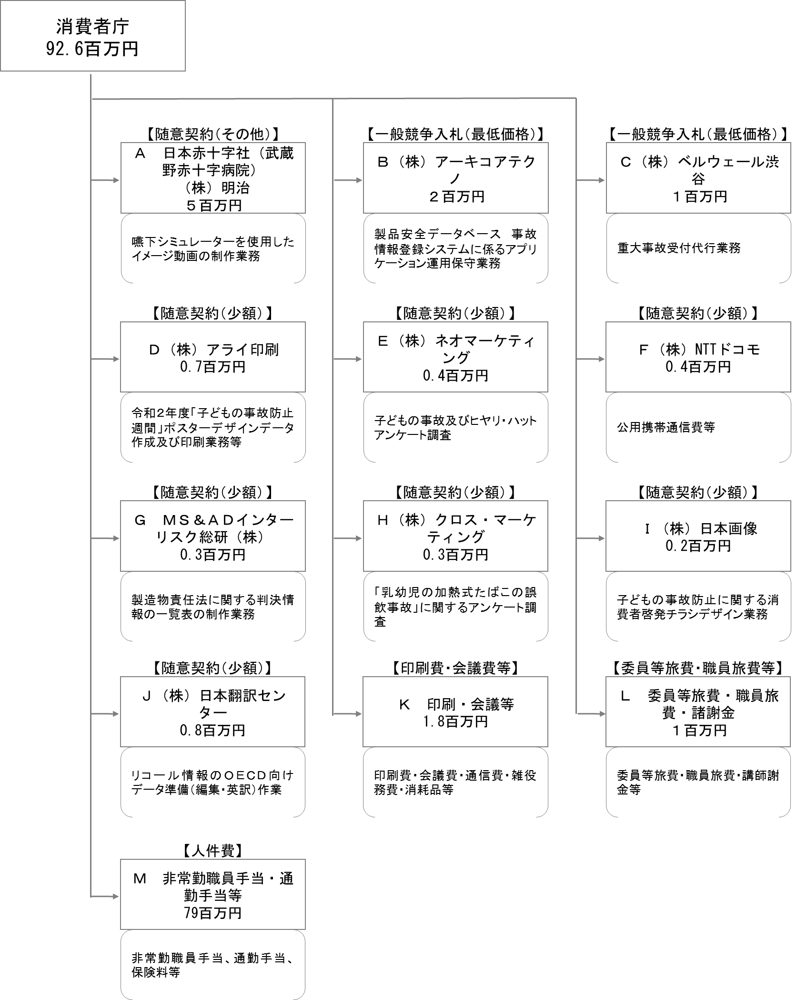 消費者庁
92.6百万円
【随意契約(その他)】
A　日本赤十字社（武蔵
野赤十字病院）
（株）明治
５百万円
嚥下シミュレーターを使用した
イメージ動画の制作業務
【一般競争入札(最低価格)】
B（株）アーキコアテク
ノ
２百万円
製品安全データベース　事故
情報登録システムに係るアプリ
ケーション運用保守業務
【一般競争入札(最低価格)】
C（株）ベルウェール渋
谷
１百万円
重大事故受付代行業務
【随意契約(少額)】
D（株）アライ印刷
0.7百万円
令和２年度「子どもの事故防止
週間」ポスターデザインデータ
作成及び印刷業務等
【随意契約(少額)】
E（株）ネオマーケティ
ング
0.4百万円
子どもの事故及びヒヤリ・ハット
アンケート調査
【随意契約(少額)】
F（株）NTTドコモ
0.4百万円
公用携帯通信費等
【随意契約(少額)】
G　ＭＳ＆ＡＤインター
リスク総研（株）
0.3百万円
製造物責任法に関する判決情
報の一覧表の制作業務
【随意契約(少額)】
H（株）クロス・マーケ
ティング
0.3百万円
「乳幼児の加熱式たばこの誤
飲事故」に関するアンケート調
査
【随意契約(少額)】
I（株）日本画像
0.2百万円
子どもの事故防止に関する消
費者啓発チラシデザイン業務
【随意契約(少額)】
J（株）日本翻訳セン
ター
0.8百万円
リコール情報のＯＥＣＤ向け
データ準備(編集・英訳)作業
【印刷費・会議費等】
K　印刷・会議等
1.8百万円
印刷費・会議費・通信費・雑役
務費・消耗品等
【委員等旅費・職員旅費等】
L　委員等旅費・職員旅
費・諸謝金
１百万円
委員等旅費・職員旅費・講師謝
金等
【人件費】
M　非常勤職員手当・通
勤手当等
79百万円
非常勤職員手当、通勤手当、
保険料等